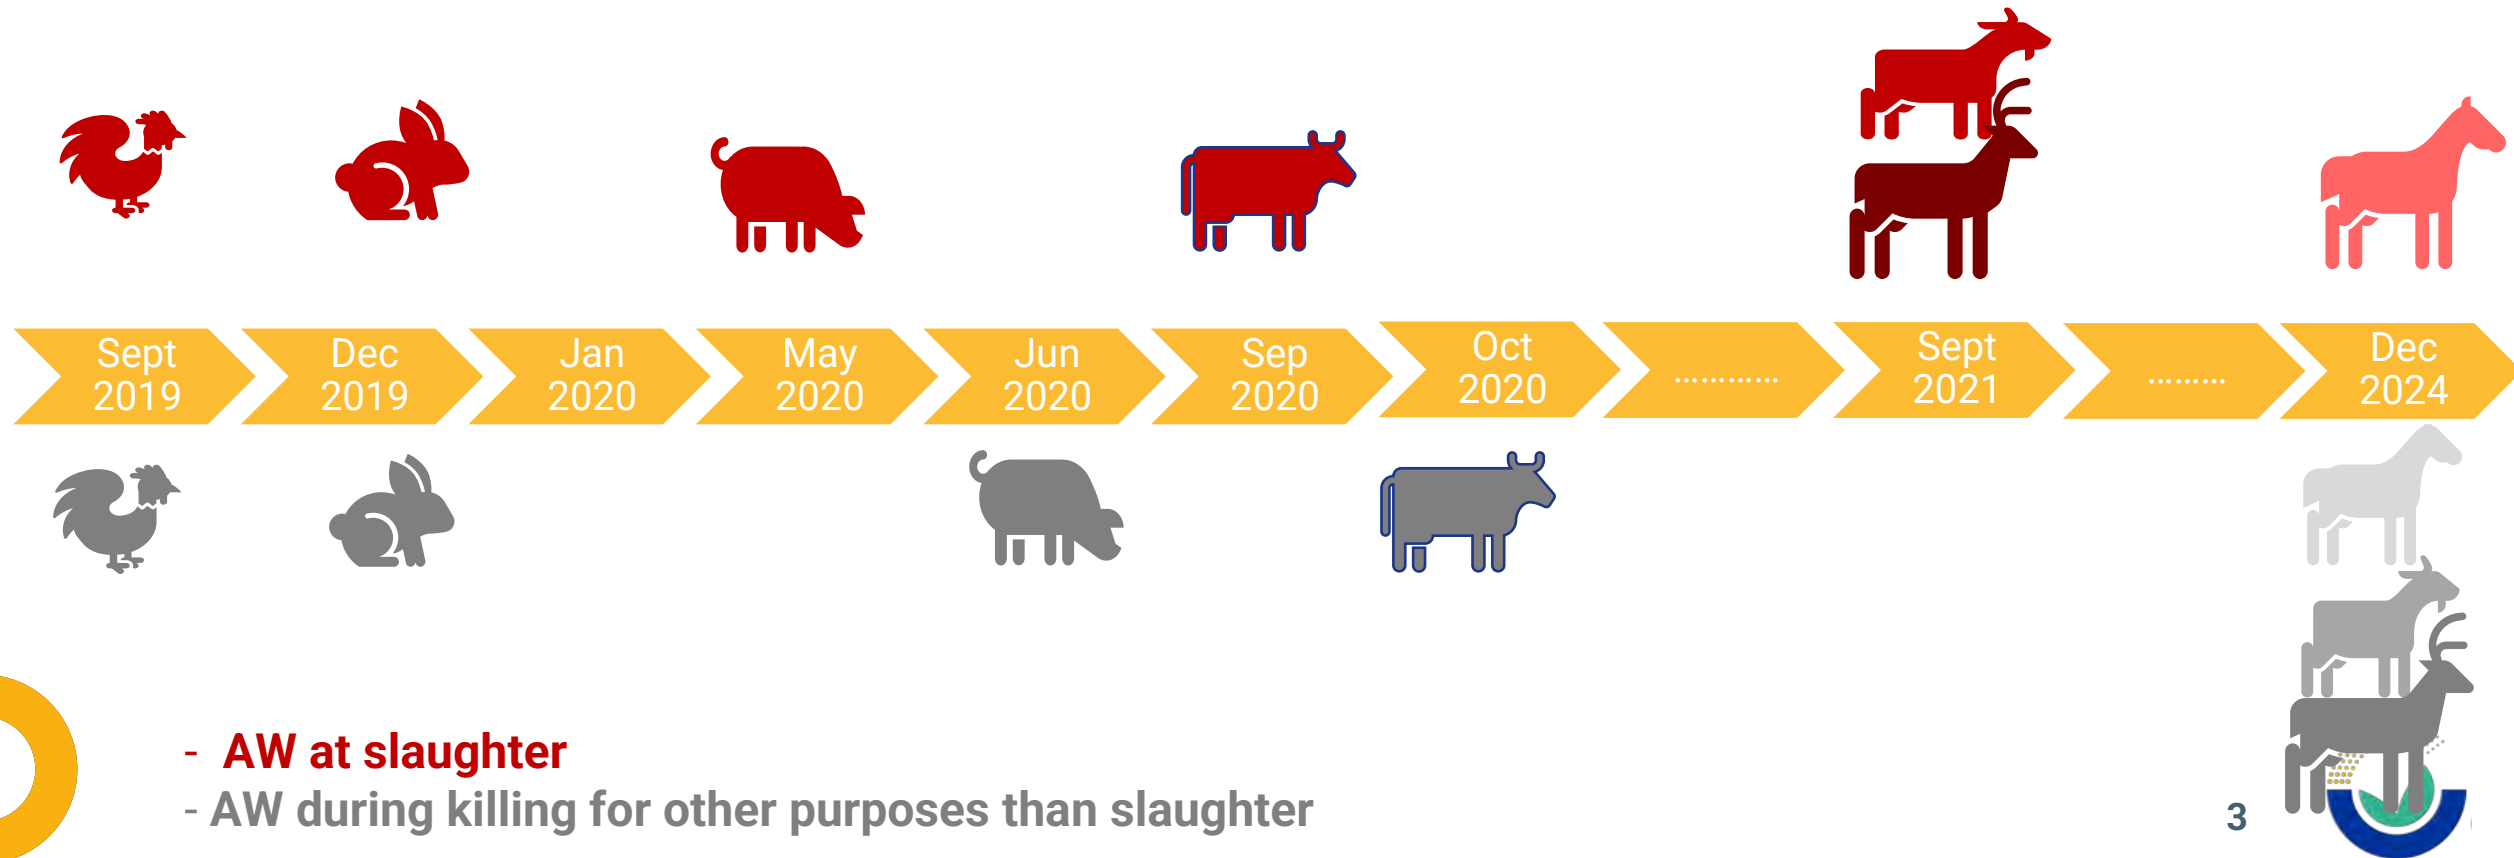 Sept
2019
Dec
2019
Jan
2020
May
2020
Jun
2020
Sep
2020
Oct
2020
............
Sept
2021
.........
Dec
2024
- AW at slaughter
- AW during killing for other purposes than slaughter
3